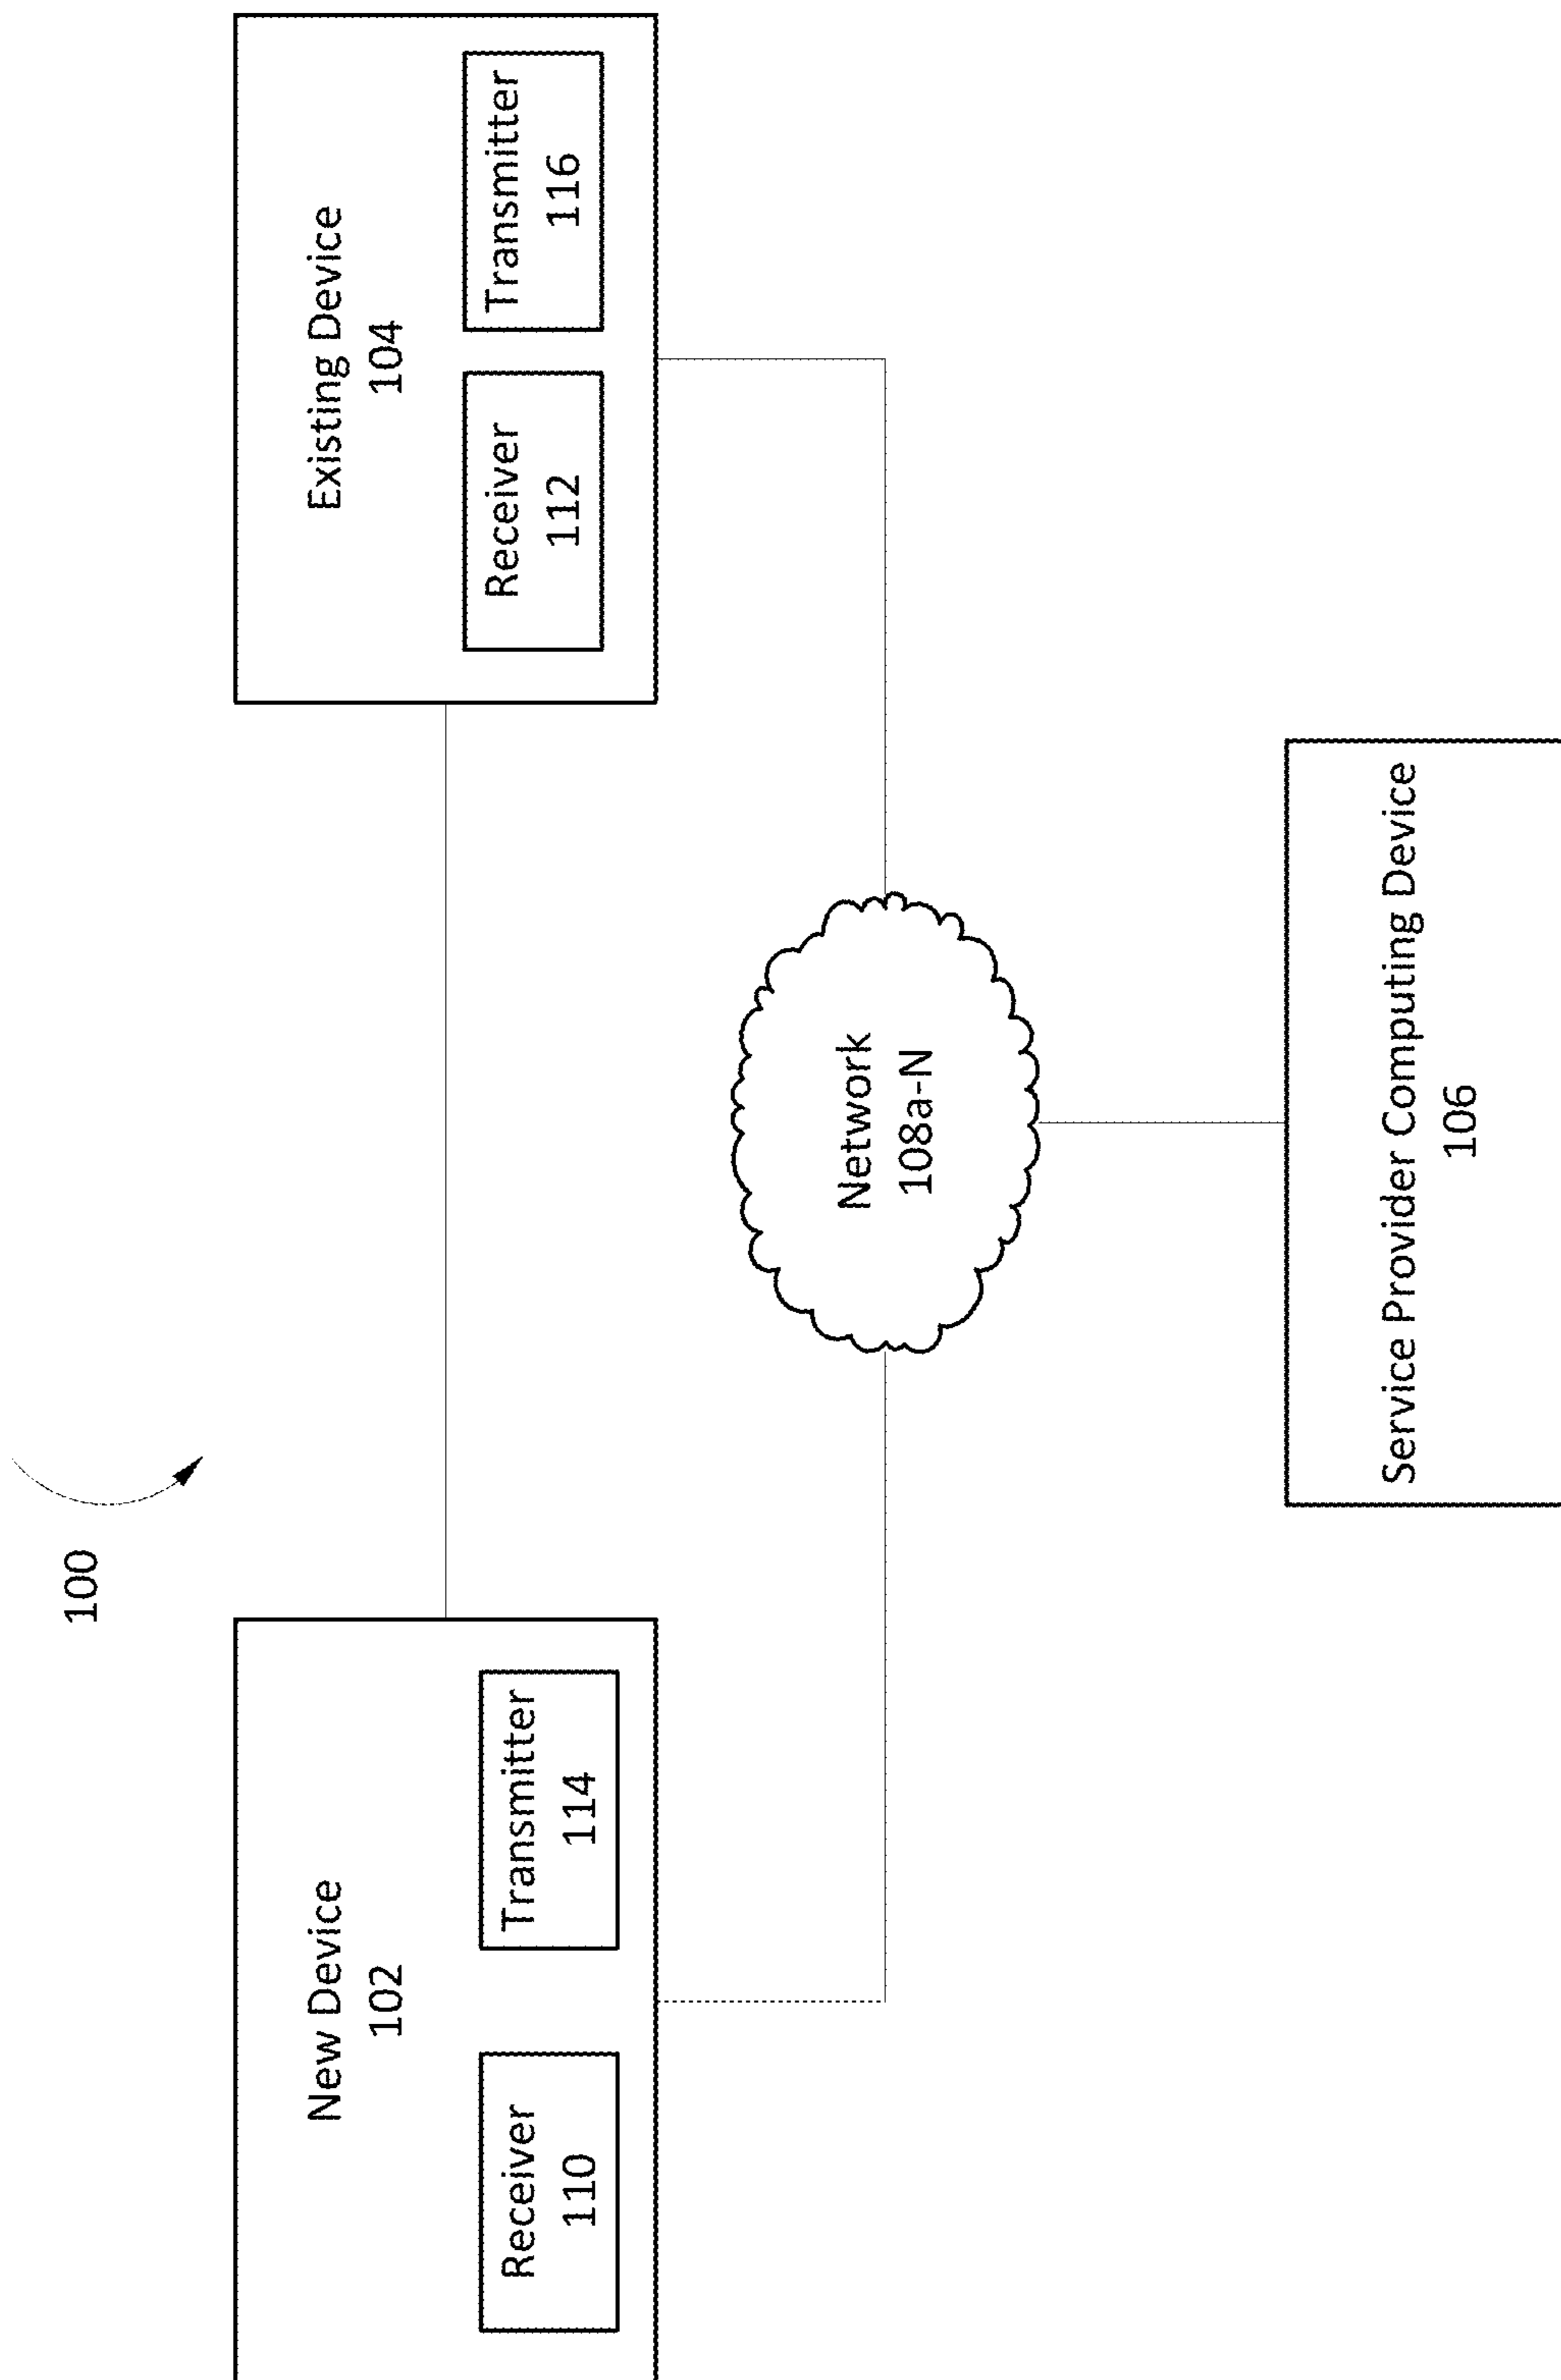 100
New Device
102
Receiver
110
Transmitter
114
Existing Device
104
Receiver
112
Transmitter
116
Network
108a-N
Service Provider Computing Device
106